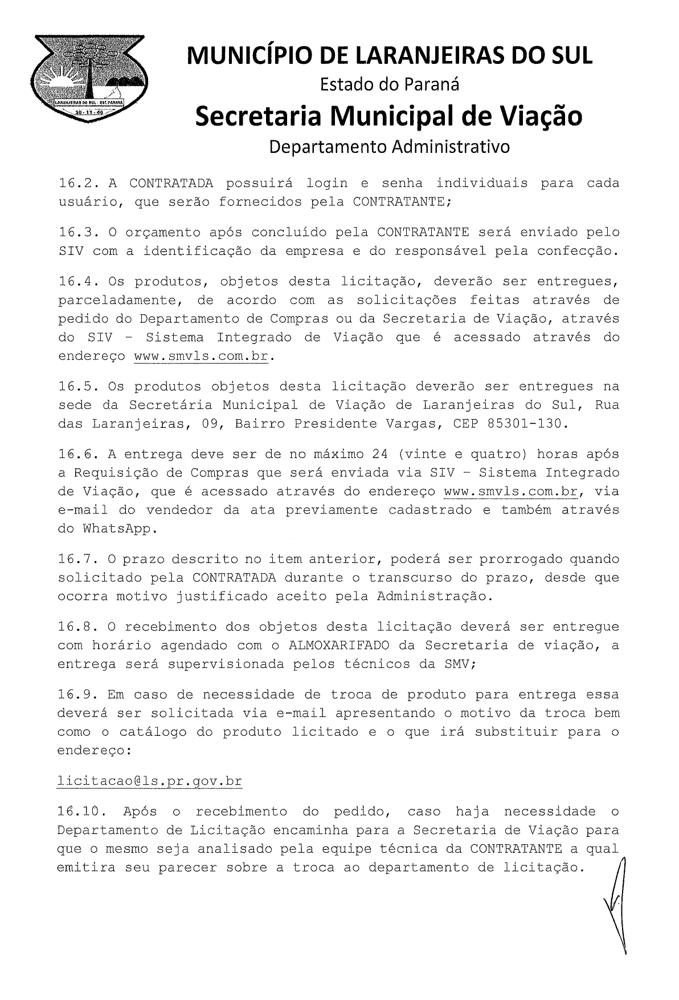 MUNICÍPIO DE LARANJEIRAS DO SUL
Estado do Paraná
Secretaria Municipal de Viação
Departamento Administrativo
LARANJEIRAS DO SUL - EST. PARANÁ
30-11-40
16.2. A CONTRATADA possuirá login e senha individuais para cada
usuário, que serão fornecidos pela CONTRATANTE;
16.3. O orçamento após concluído pela CONTRATANTE será enviado pelo
SIV com a identificação da empresa e do responsável pela confecção.
16.4. Os produtos, objetos desta licitação, deverão ser entregues,
parceladamente, de acordo com as solicitações feitas através de
pedido do Departamento de Compras ou da Secretaria de Viação, através
do SIV – Sistema Integrado de Viação que é acessado através do
endereço www.smvls.com.br.
16.5. Os produtos objetos desta licitação deverão ser entregues na
sede da Secretária Municipal de Viação de Laranjeiras do Sul, Rua
das Laranjeiras, 09, Bairro Presidente Vargas, CEP 85301-130.
16.6. A entrega deve ser de no máximo 24 (vinte e quatro) horas após
a Requisição de Compras que será enviada via SIV – Sistema Integrado
de Viação, que é acessado através do endereço www.smvls.com.br, via
e-mail do vendedor da ata previamente cadastrado e também através
do WhatsApp.
16.7. O prazo descrito no item anterior, poderá ser prorrogado quando
solicitado pela CONTRATADA durante o transcurso do prazo, desde que
ocorra motivo justificado aceito pela Administração.
16.8. O recebimento dos objetos desta licitação deverá ser entregue
com horário agendado com o ALMOXARIFADO da Secretaria de viação, a
entrega será supervisionada pelos técnicos da SMV;
16.9. Em caso de necessidade de troca de produto para entrega essa
deverá ser solicitada via e-mail apresentando o motivo da troca bem
como o catálogo do produto licitado e o que irá substituir para o
endereço:
licitacao@ls.pr.gov.br
16.10. Após o recebimento do pedido, caso haja necessidade o
Departamento de Licitação encaminha para a Secretaria de Viação para
que o mesmo seja analisado pela equipe técnica da CONTRATANTE a qual
emitira seu parecer sobre a troca ao departamento de licitação.